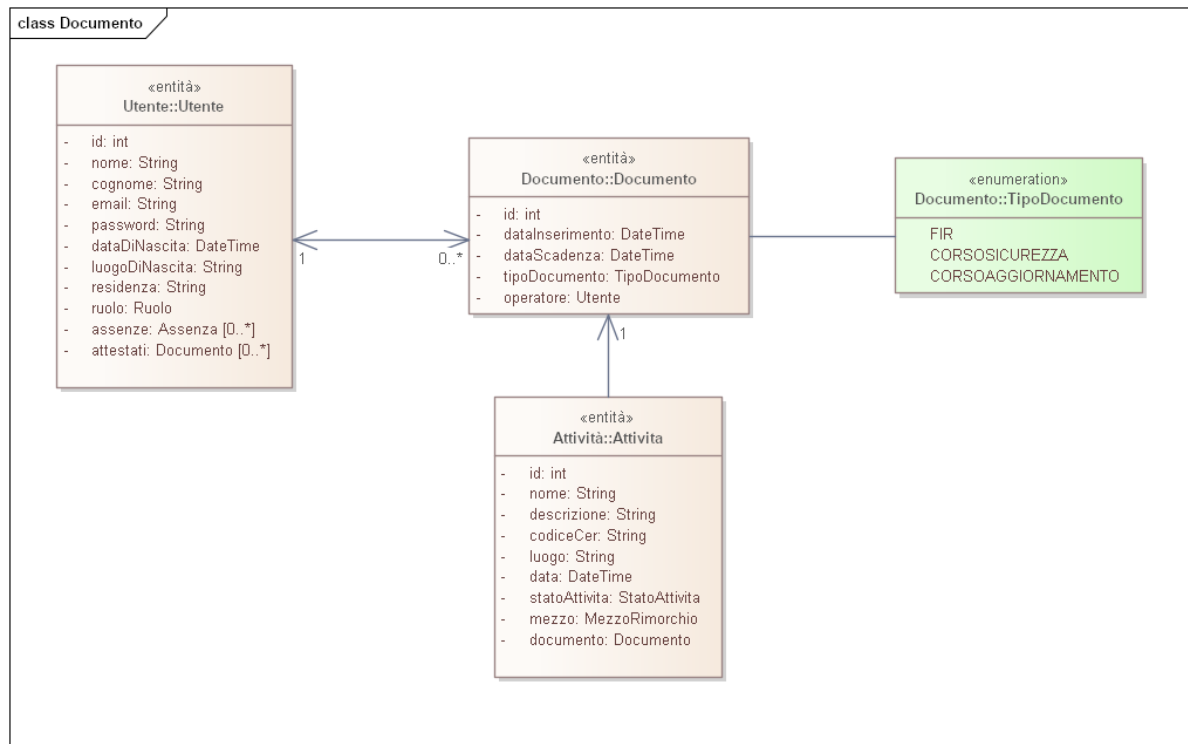 class Documento
«entità»
Utente::Utente
- id: int
- nome: String
- cognome: String
- email: String
- password: String
- dataDiNascita: DateTime
- luogoDiNascita: String
- residenza: String
- ruolo: Ruolo
- assenze: Assenza [0..*]
- attestati: Documento [0..*]
1
0..*
«entità»
Documento::Documento
- id: int
- dataInserimento: DateTime
- dataScadenza: DateTime
- tipoDocumento: TipoDocumento
- operatore: Utente
«enumeration»
Documento::TipoDocumento
FIR
CORSOSICUREZZA
CORSOAGGIORNAMENTO
1
«entità»
Attività::Attivita
- id: int
- nome: String
- descrizione: String
- codiceCer: String
- luogo: String
- data: DateTime
- statoAttivita: StatoAttivita
- mezzo: MezzoRimorchio
- documento: Documento